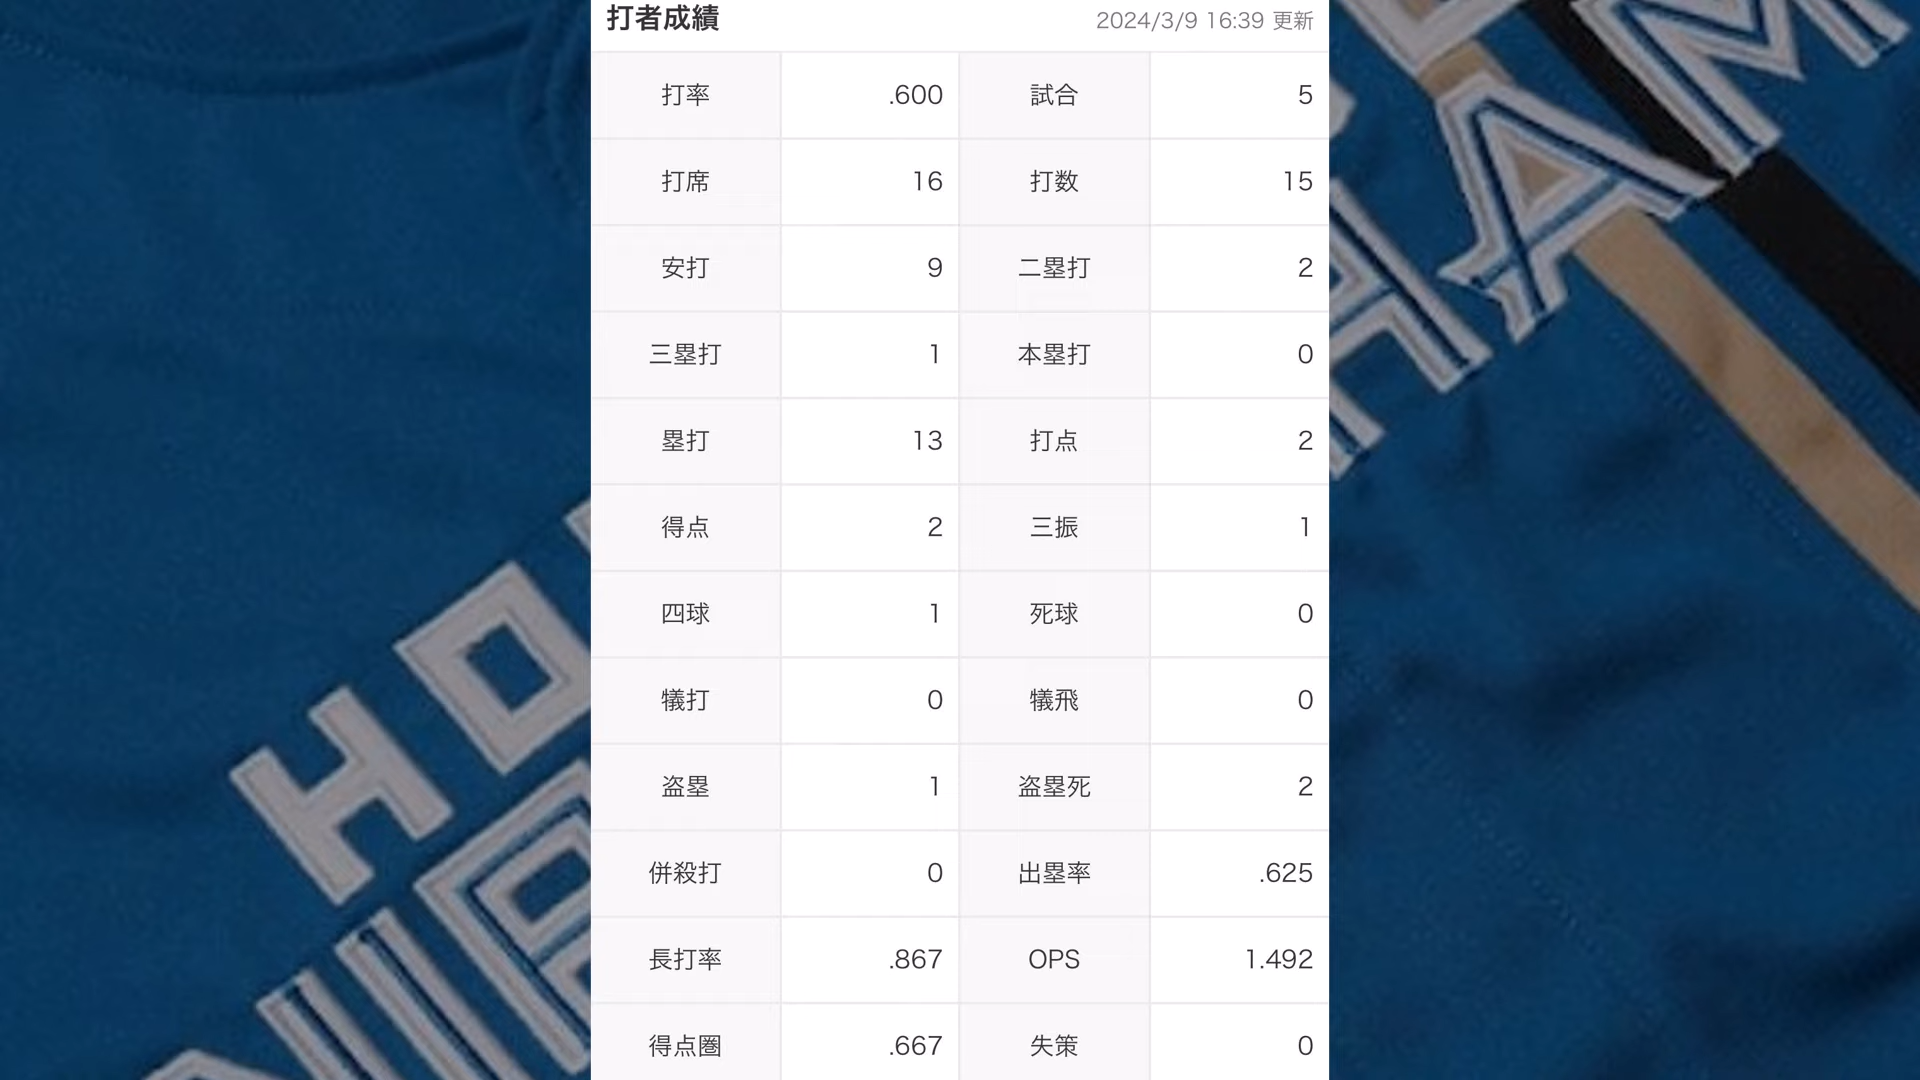 打者成績 2024/3/9 16:39 更新
打率 .600 試合 5
打席 16 打数 15
安打 9 二塁打 2
三塁打 1 本塁打 0
塁打 13 打点 2
得点 2 三振 1
四球 1 死球 0
犠打 0 犠飛 0
盗塁 1 盗塁死 2
併殺打 0 出塁率 .625
長打率 .867 OPS 1.492
得点圏 .667 失策 0